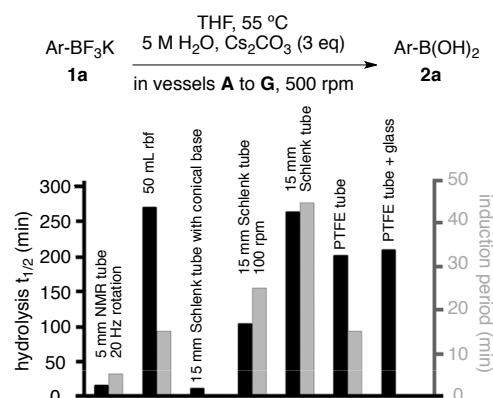 THF, 55 ºC
Ar-BF₃K
5 M H₂O, Cs₂CO₃ (3 eq)
Ar-B(OH)₂
1a
in vessels A to G, 500 rpm
2a
hydrolysis t₁/₂ (min)
300
250
200
150
100
50
0
5 mm NMR tube
20 Hz rotation
50 mL rbf
15 mm Schlenk tube with conical base
15 mm Schlenk tube
100 rpm
15 mm
Schlenk tube
PTFE tube
PTFE tube + glass
50
40
30
20
10
0
induction period (min)